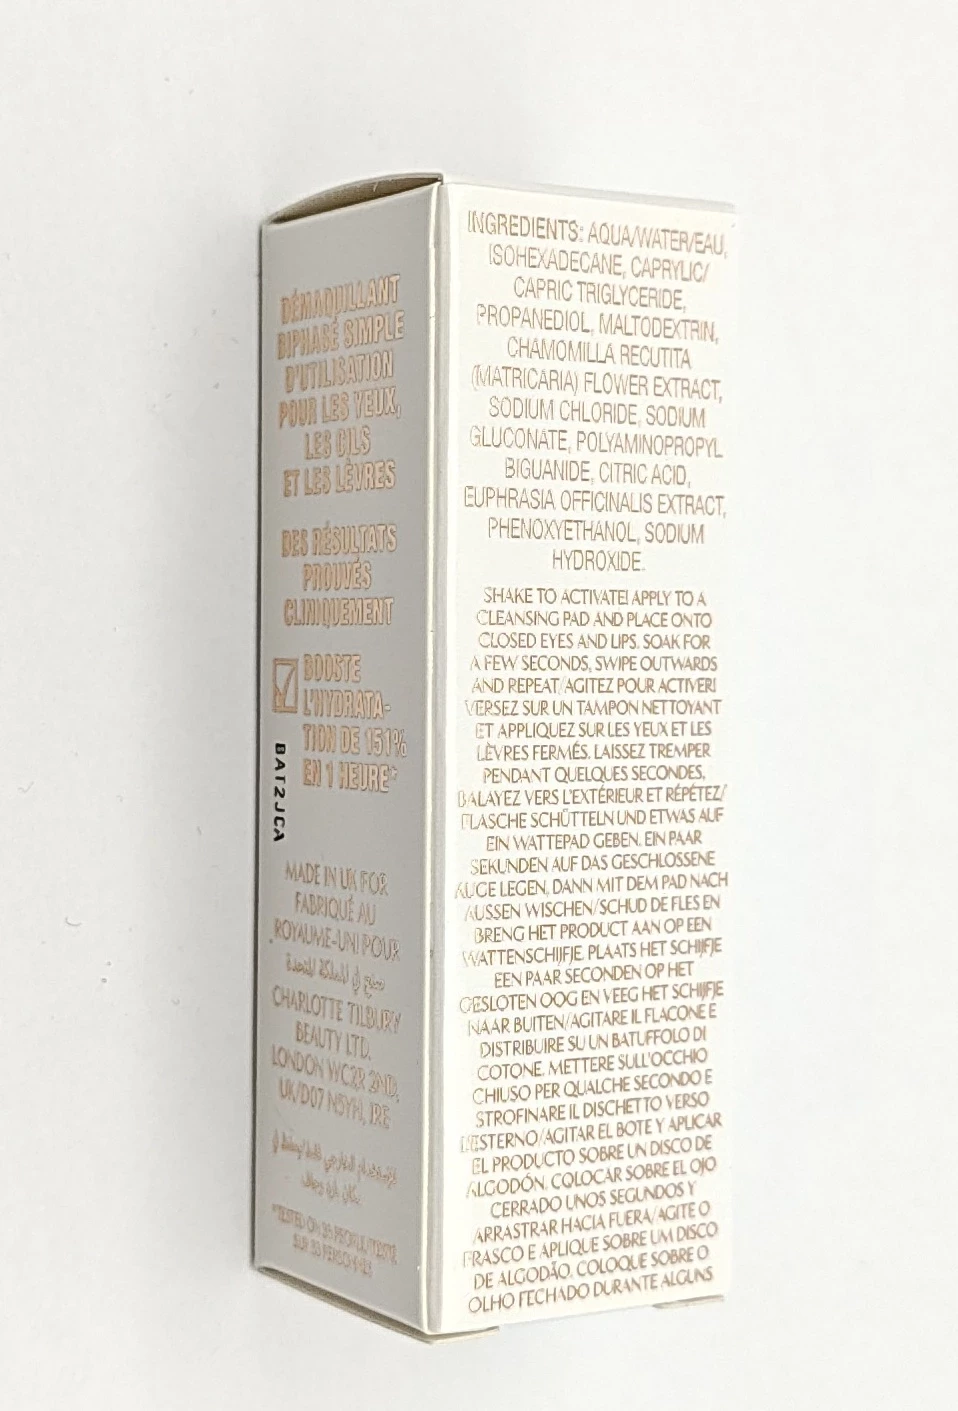 DÉMAQUILLANT
BIPHASÉ SIMPLE
D'UTILISATION
POUR LES YEUX,
LES CILS
ET LES LÈVRES
DES RÉSULTATS
PROUVÉS
CLINIQUEMENT
BOOSTE
L'HYDRATA-
TION DE 151%
EN 1 HEURE*
BAT2JCA
MADE IN UK FOR
FABRIQUÉ AU
ROYAUME-UNI POUR
صنع في المملكة المتحدة
CHARLOTTE TILBURY
BEAUTY LTD,
LONDON WC2R 2ND,
UK/D07 N5YH, IRE
SUR 33 PERSONNES
INGREDIENTS: AQUA/WATER/EAU,
ISOHEXADECANE, CAPRYLIC/
CAPRIC TRIGLYCERIDE,
PROPANEDIOL, MALTODEXTRIN,
CHAMOMILLA RECUTITA
(MATRICARIA) FLOWER EXTRACT,
SODIUM CHLORIDE, SODIUM
GLUCONATE, POLYAMINOPROPYL
BIGUANIDE, CITRIC ACID,
EUPHRASIA OFFICINALIS EXTRACT,
PHENOXYETHANOL, SODIUM
HYDROXIDE.
SHAKE TO ACTIVATE! APPLY TO A
CLEANSING PAD AND PLACE ONTO
CLOSED EYES AND LIPS. SOAK FOR
A FEW SECONDS, SWIPE OUTWARDS
AND REPEAT/AGITEZ POUR ACTIVER!
VERSEZ SUR UN TAMPON NETTOYANT
ET APPLIQUEZ SUR LES YEUX ET LES
LÈVRES FERMÉS. LAISSEZ TREMPER
PENDANT QUELQUES SECONDES,
BALAYEZ VERS L'EXTÉRIEUR ET RÉPÉTEZ/
FLASCHE SCHÜTTELN UND ETWAS AUF
EIN WATTEPAD GEBEN. EIN PAAR
SEKUNDEN AUF DAS GESCHLOSSENE
AUGE LEGEN, DANN MIT DEM PAD NACH
AUSSEN WISCHEN/SCHUD DE FLES EN
BRENG HET PRODUCT AAN OP EEN
WATTENSCHIJFJE. PLAATS HET SCHIJFJE
EEN PAAR SECONDEN OP HET
GESLOTEN OOG EN VEEG HET SCHIJFJE
NAAR BUITEN/AGITARE IL FLACONE E
DISTRIBUIRE SU UN BATUFFOLO DI
COTONE. METTERE SULL'OCCHIO
CHIUSO PER QUALCHE SECONDO E
STROFINARE IL DISCHETTO VERSO
L'ESTERNO/AGITAR EL BOTE Y APLICAR
EL PRODUCTO SOBRE UN DISCO DE
ALGODÓN. COLOCAR SOBRE EL OJO
CERRADO UNOS SEGUNDOS Y
ARRASTRAR HACIA FUERA/AGITE O
FRASCO E APLIQUE SOBRE UM DISCO
DE ALGODÃO. COLOQUE SOBRE O
OLHO FECHADO DURANTE ALGUNS